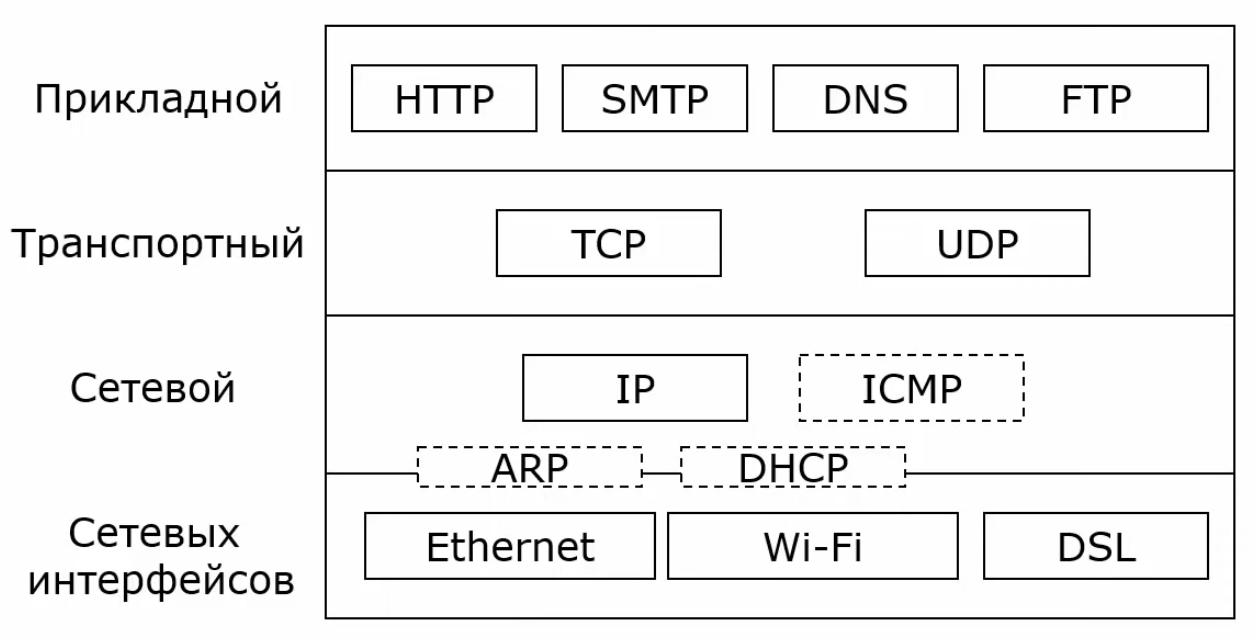 Прикладной
HTTP
SMTP
DNS
FTP
Транспортный
TCP
UDP
Сетевой
IP
ICMP
ARP
DHCP
Сетевых
интерфейсов
Ethernet
Wi-Fi
DSL